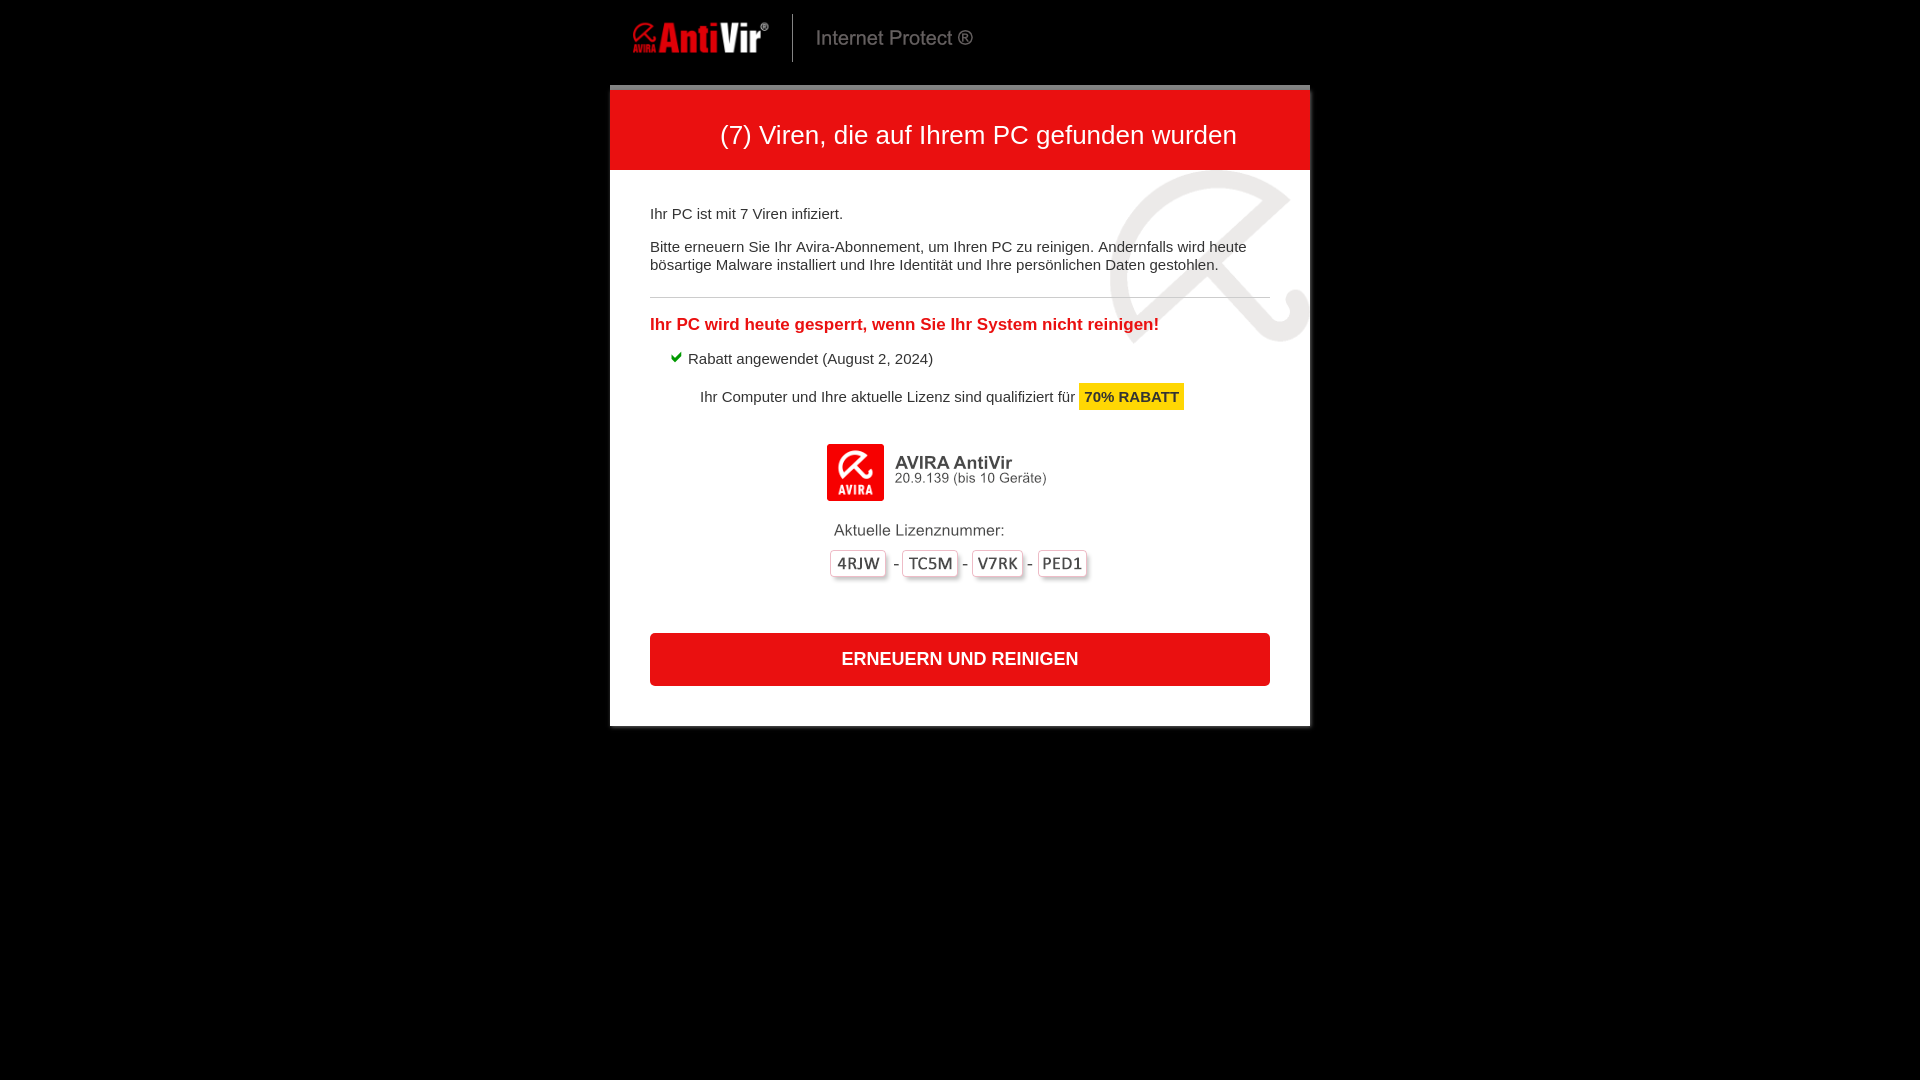 AVIRA AntiVir® Internet Protect ®
(7) Viren, die auf Ihrem PC gefunden wurden
Ihr PC ist mit 7 Viren infiziert.
Bitte erneuern Sie Ihr Avira-Abonnement, um Ihren PC zu reinigen. Andernfalls wird heute
bösartige Malware installiert und Ihre Identität und Ihre persönlichen Daten gestohlen.
Ihr PC wird heute gesperrt, wenn Sie Ihr System nicht reinigen!
Rabatt angewendet (August 2, 2024)
Ihr Computer und Ihre aktuelle Lizenz sind qualifiziert für 70% RABATT
AVIRA
AVIRA AntiVir
20.9.139 (bis 10 Geräte)
Aktuelle Lizenznummer:
4RJW - TC5M - V7RK - PED1
ERNEUERN UND REINIGEN